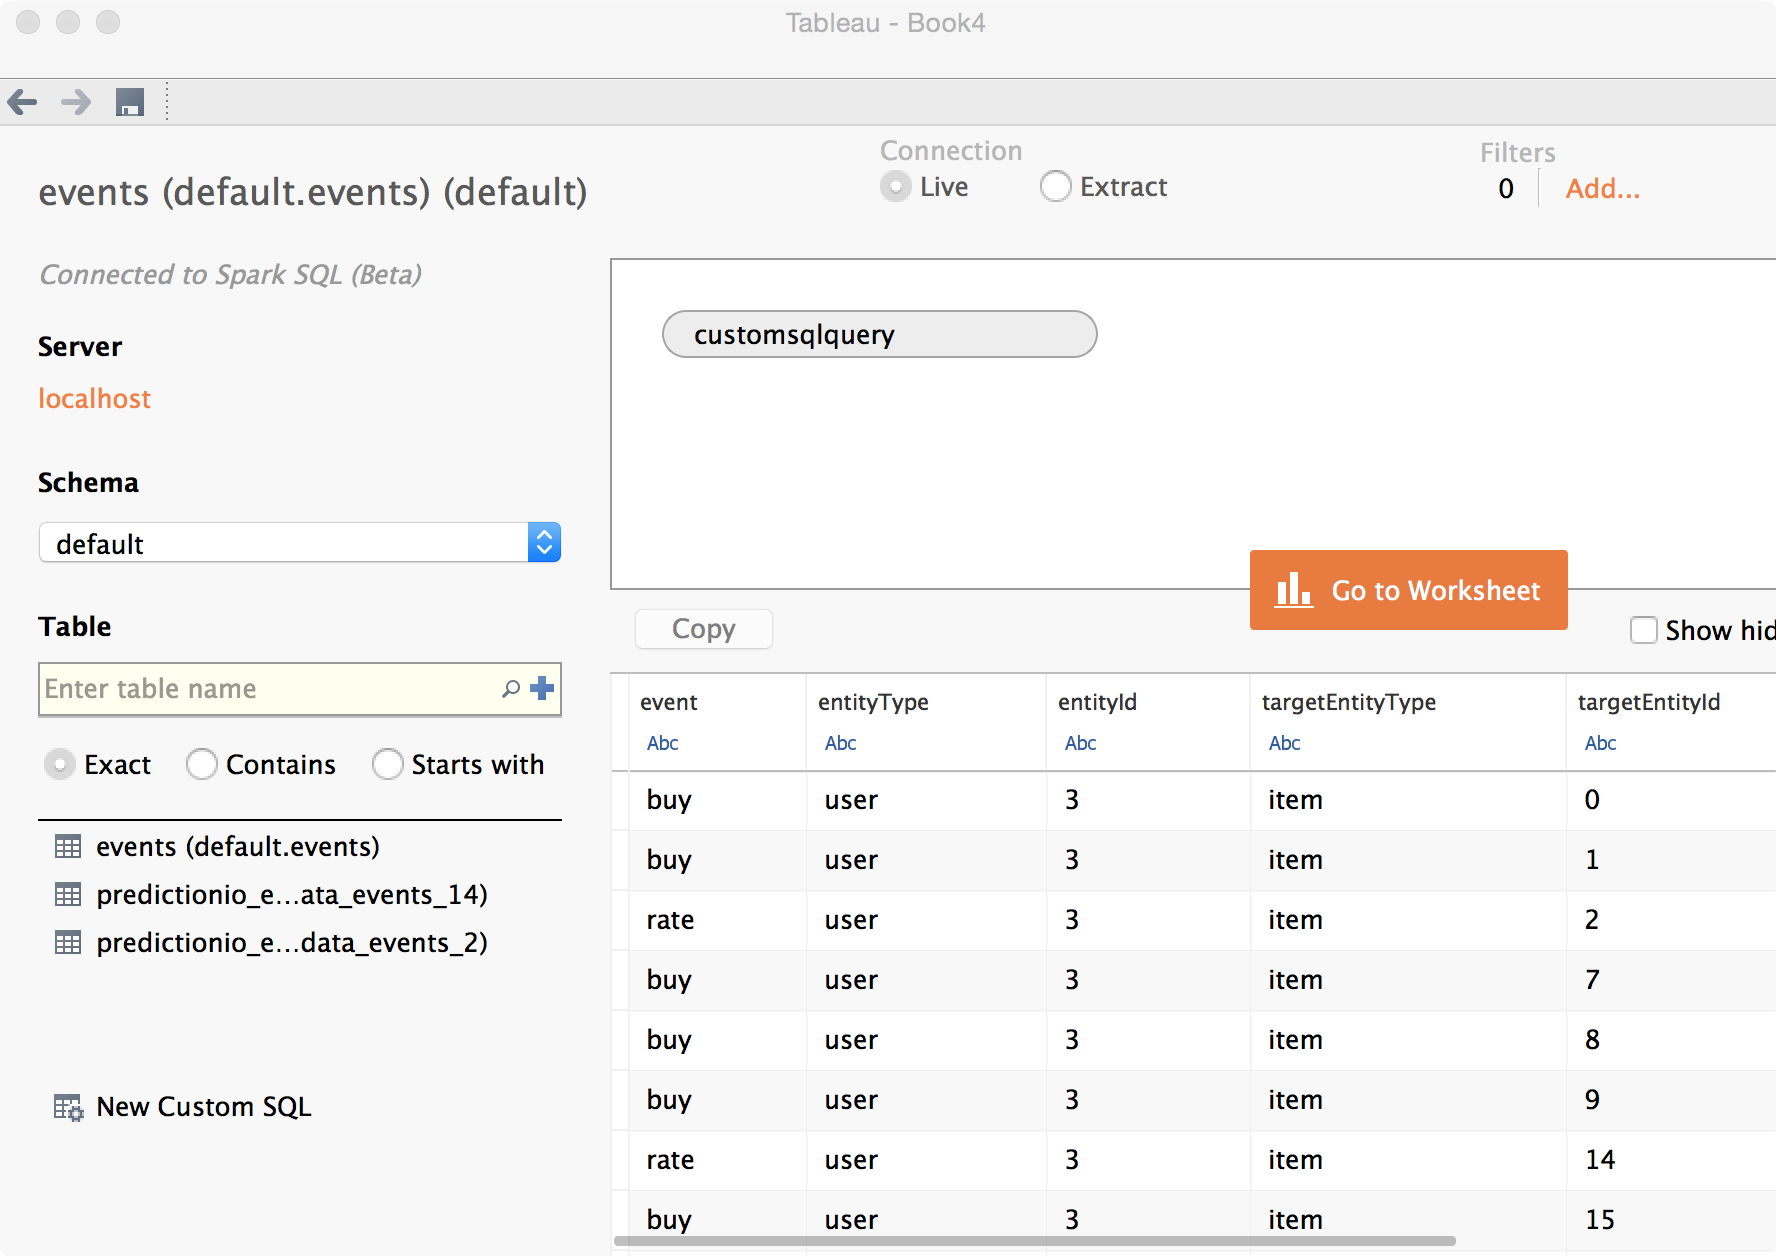 Tableau - Book4
events (default.events) (default)
Connection
Live
Extract
Filters
0
Add...
Connected to Spark SQL (Beta)
Server
localhost
Schema
default
Table
Enter table name
Exact
Contains
Starts with
events (default.events)
predictionio_e...ata_events_14)
predictionio_e...data_events_2)
New Custom SQL
customsqlquery
Go to Worksheet
Copy
Show hid
event entityType entityId targetEntityType targetEntityId
Abc Abc Abc Abc Abc
buy user 3 item 0
buy user 3 item 1
rate user 3 item 2
buy user 3 item 7
buy user 3 item 8
buy user 3 item 9
rate user 3 item 14
buy user 3 item 15